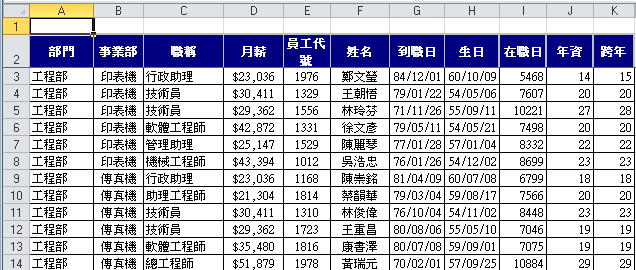 A B C D E F G H I J K
1
2 部門 事業部 職稱 月薪 員工代號 姓名 到職日 生日 在職日 年資 跨年
3 工程部 印表機 行政助理 $23,036 1976 鄭文瑩 84/12/01 60/10/09 5468 14 15
4 工程部 印表機 技術員 $30,411 1329 王朝悟 79/01/22 54/05/06 7607 20 20
5 工程部 印表機 技術員 $29,362 1556 林玲芬 71/11/26 55/09/11 10221 27 28
6 工程部 印表機 軟體工程師 $42,872 1331 徐文彥 79/05/11 54/05/21 7498 20 20
7 工程部 印表機 管理助理 $25,147 1529 陳麗琴 77/01/28 57/01/04 8332 22 22
8 工程部 印表機 機械工程師 $43,394 1012 吳浩忠 76/01/26 54/12/02 8699 23 23
9 工程部 傳真機 行政助理 $23,036 1168 陳崇銘 81/04/09 60/07/08 6799 18 18
10 工程部 傳真機 助理工程師 $21,304 1814 蔡韻華 79/03/04 59/08/17 7566 20 20
11 工程部 傳真機 技術員 $30,411 1310 林俊偉 76/10/04 54/11/02 8448 23 23
12 工程部 傳真機 技術員 $29,362 1723 王重昌 80/08/06 55/05/10 7046 19 19
13 工程部 傳真機 軟體工程師 $35,480 1816 康書澤 80/07/08 59/09/01 7075 19 19
14 工程部 傳真機 總工程師 $51,879 1978 黃瑞元 70/02/01 57/09/25 10884 29 29